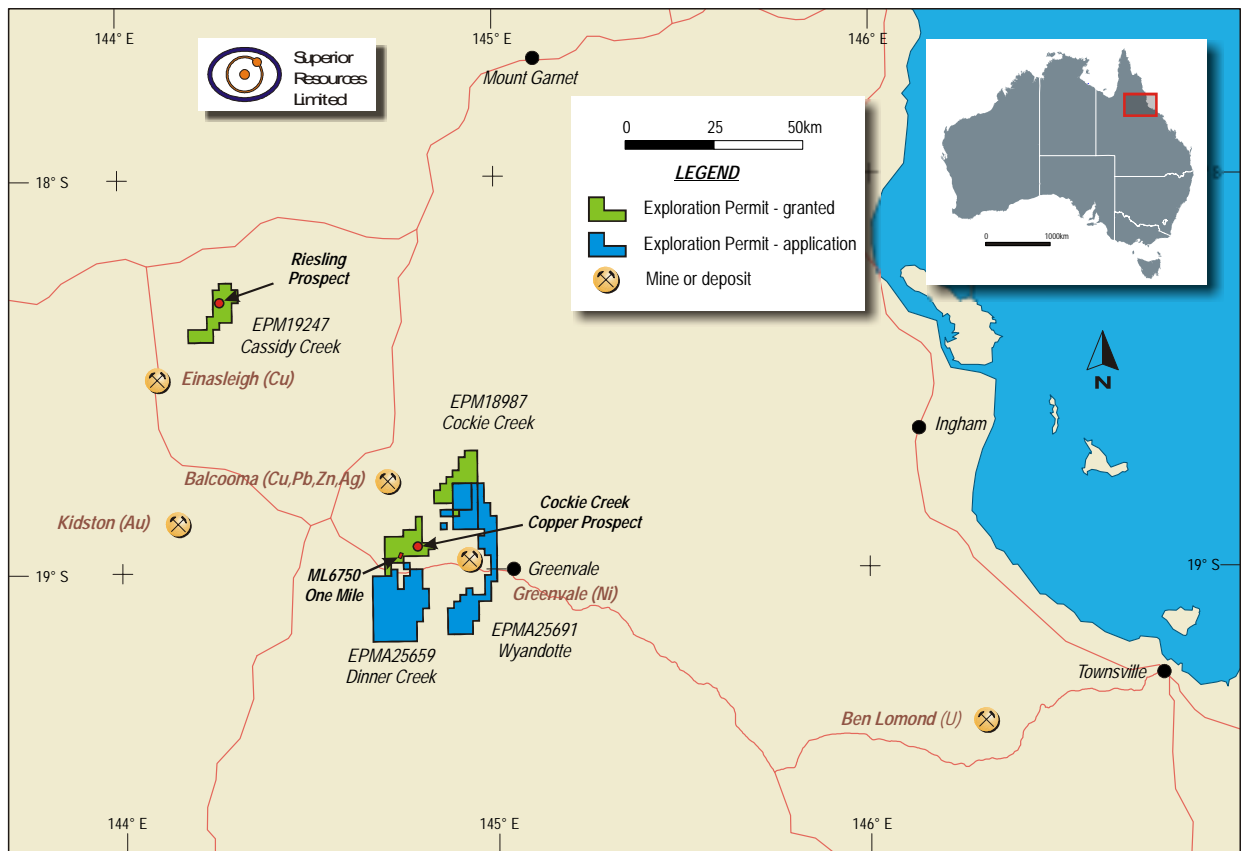 144° E
145° E
146° E
Superior
Resources
Limited
Mount Garnet
0 25 50km
LEGEND
Exploration Permit - granted
Exploration Permit - application
Mine or deposit
0 1000km
18° S
Riesling
Prospect
EPM19247
Cassidy Creek
Einasleigh (Cu)
N
EPM18987
Cockie Creek
Ingham
Balcooma (Cu,Pb,Zn,Ag)
Cockie Creek
Copper Prospect
Kidston (Au)
ML6750
One Mile
Greenvale
19° S
19° S
Greenvale (Ni)
EPMA25691
Wyandotte
EPMA25659
Dinner Creek
Townsville
Ben Lomond (U)
144° E
145° E
146° E